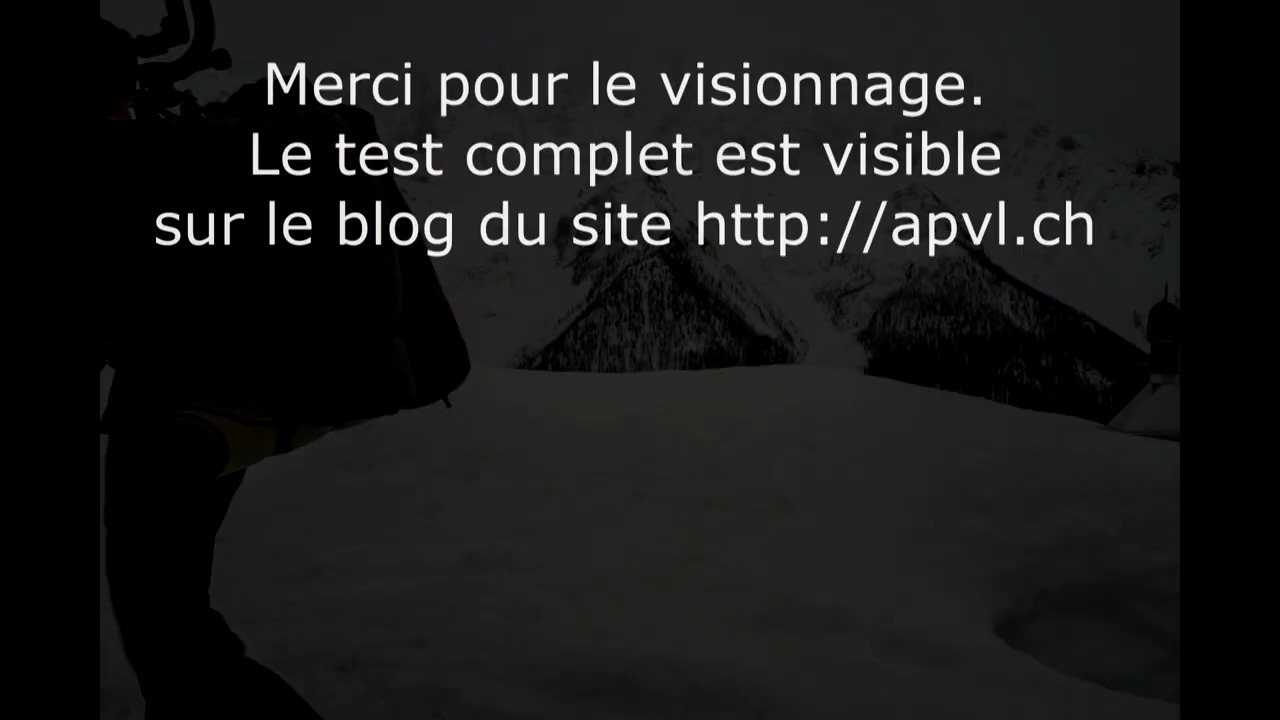 Merci pour le visionnage.
Le test complet est visible
sur le blog du site http://apvl.ch